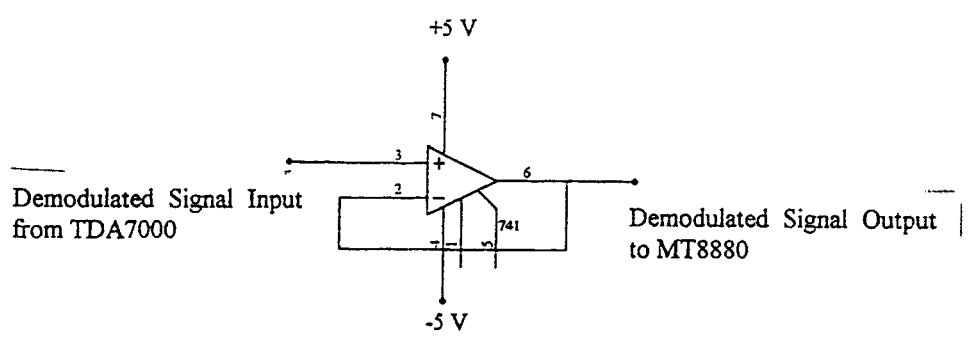 +5 V
7
3
+
6
2
−
Demodulated Signal Input
from TDA7000
741
Demodulated Signal Output
to MT8880
4
1
5
-5 V